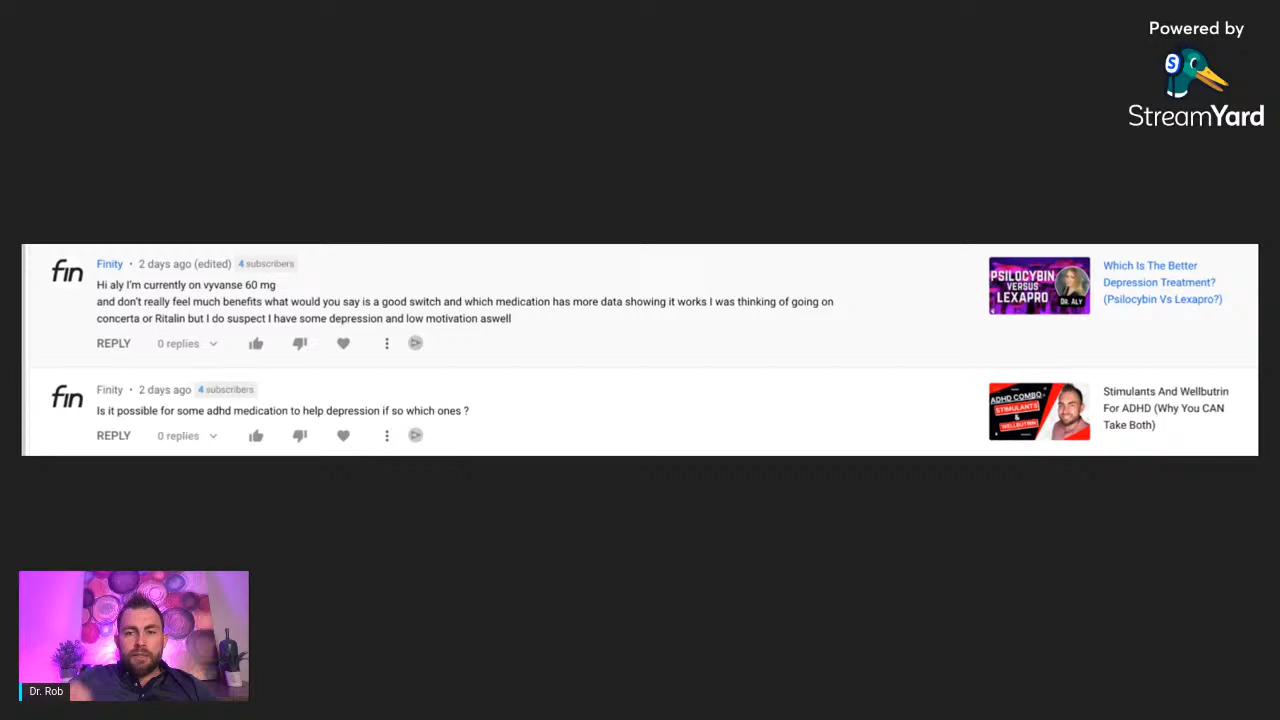 Powered by
S
StreamYard
fin
Finity • 2 days ago (edited) 4 subscribers
Hi aly I'm currently on vyvanse 60 mg
and don't really feel much benefits what would you say is a good switch and which medication has more data showing it works I was thinking of going on
concerta or Ritalin but I do suspect I have some depression and low motivation aswell
REPLY 0 replies
PSILOCYBIN
VERSUS
LEXAPRO
DR. ALY
Which Is The Better
Depression Treatment?
(Psilocybin Vs Lexapro?)
fin
Finity • 2 days ago 4 subscribers
Is it possible for some adhd medication to help depression if so which ones ?
REPLY 0 replies
ADHD COMBO
STIMULANTS
&
WELLBUTRIN
Stimulants And Wellbutrin
For ADHD (Why You CAN
Take Both)
Dr. Rob